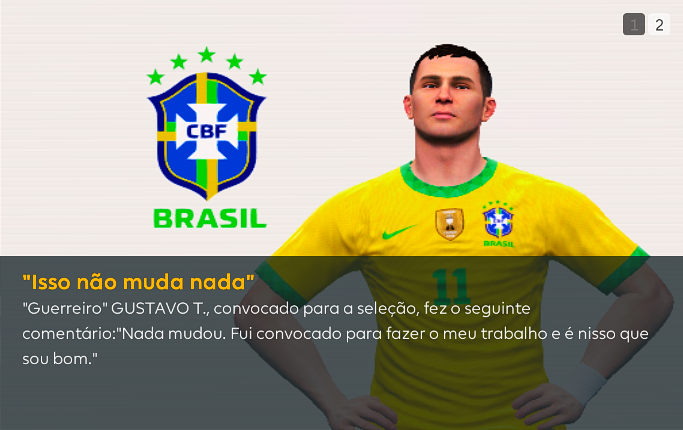 1 2
CBF
BRASIL
BRASIL
11
"Isso não muda nada"
"Guerreiro" GUSTAVO T., convocado para a seleção, fez o seguinte
comentário:"Nada mudou. Fui convocado para fazer o meu trabalho e é nisso que
sou bom."